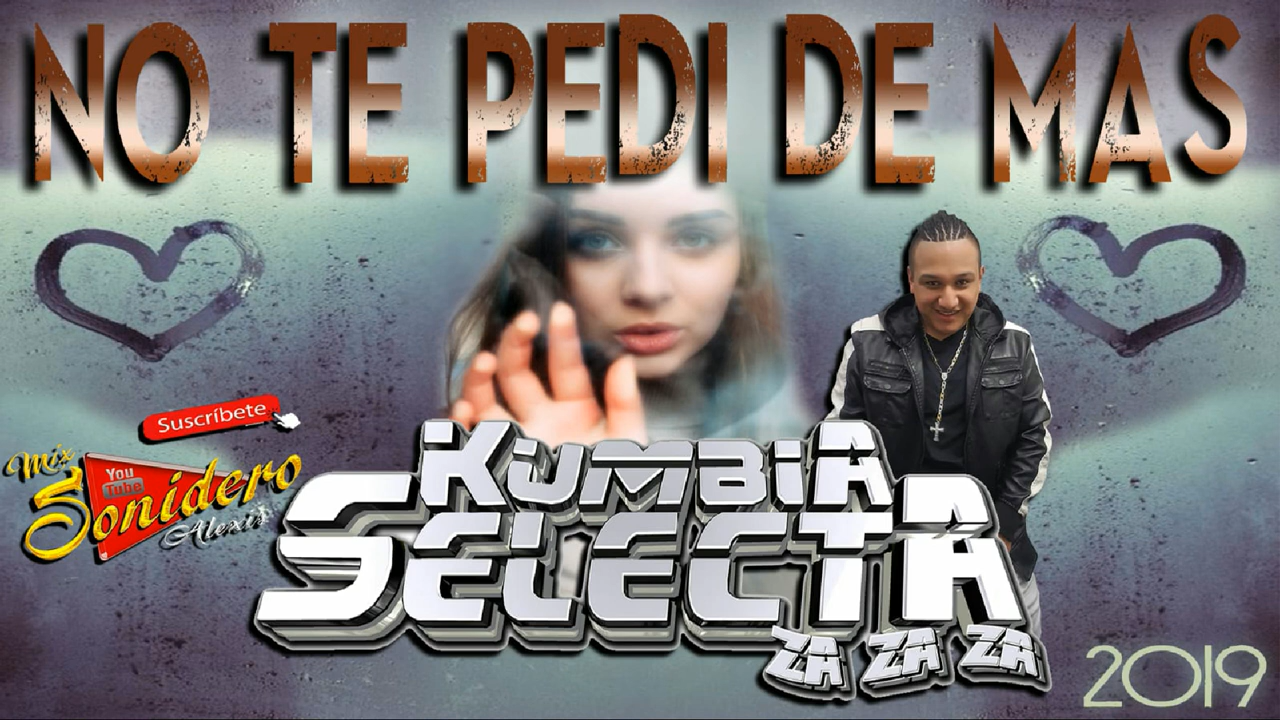 NO TE PEDI DE MAS
Suscríbete
Mix
You
Tube
Sonidero
Alexis
KUMBIA
SELECTA
ZA ZA ZA
2019